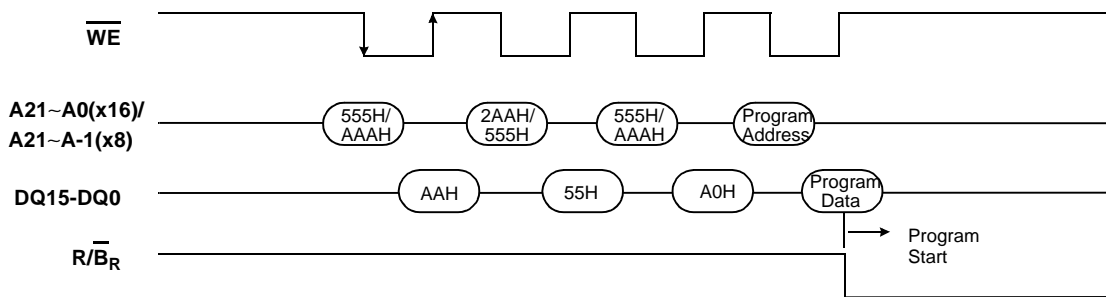 WE
A21~A0(x16)/
A21~A-1(x8)
555H/
AAAH
2AAH/
555H
555H/
AAAH
Program
Address
DQ15-DQ0
AAH
55H
A0H
Program
Data
R/BR
Program
Start